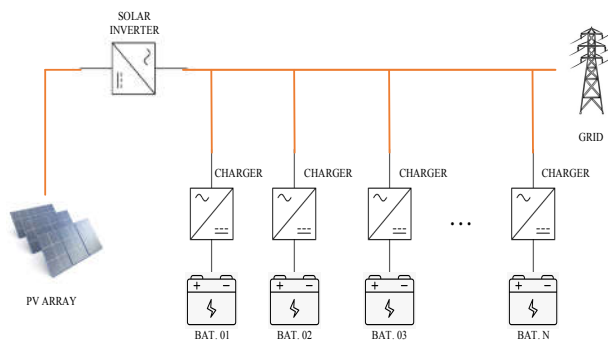 SOLAR
INVERTER
GRID
CHARGER
CHARGER
CHARGER
CHARGER
...
PV ARRAY
BAT. 01
BAT. 02
BAT. 03
BAT. N